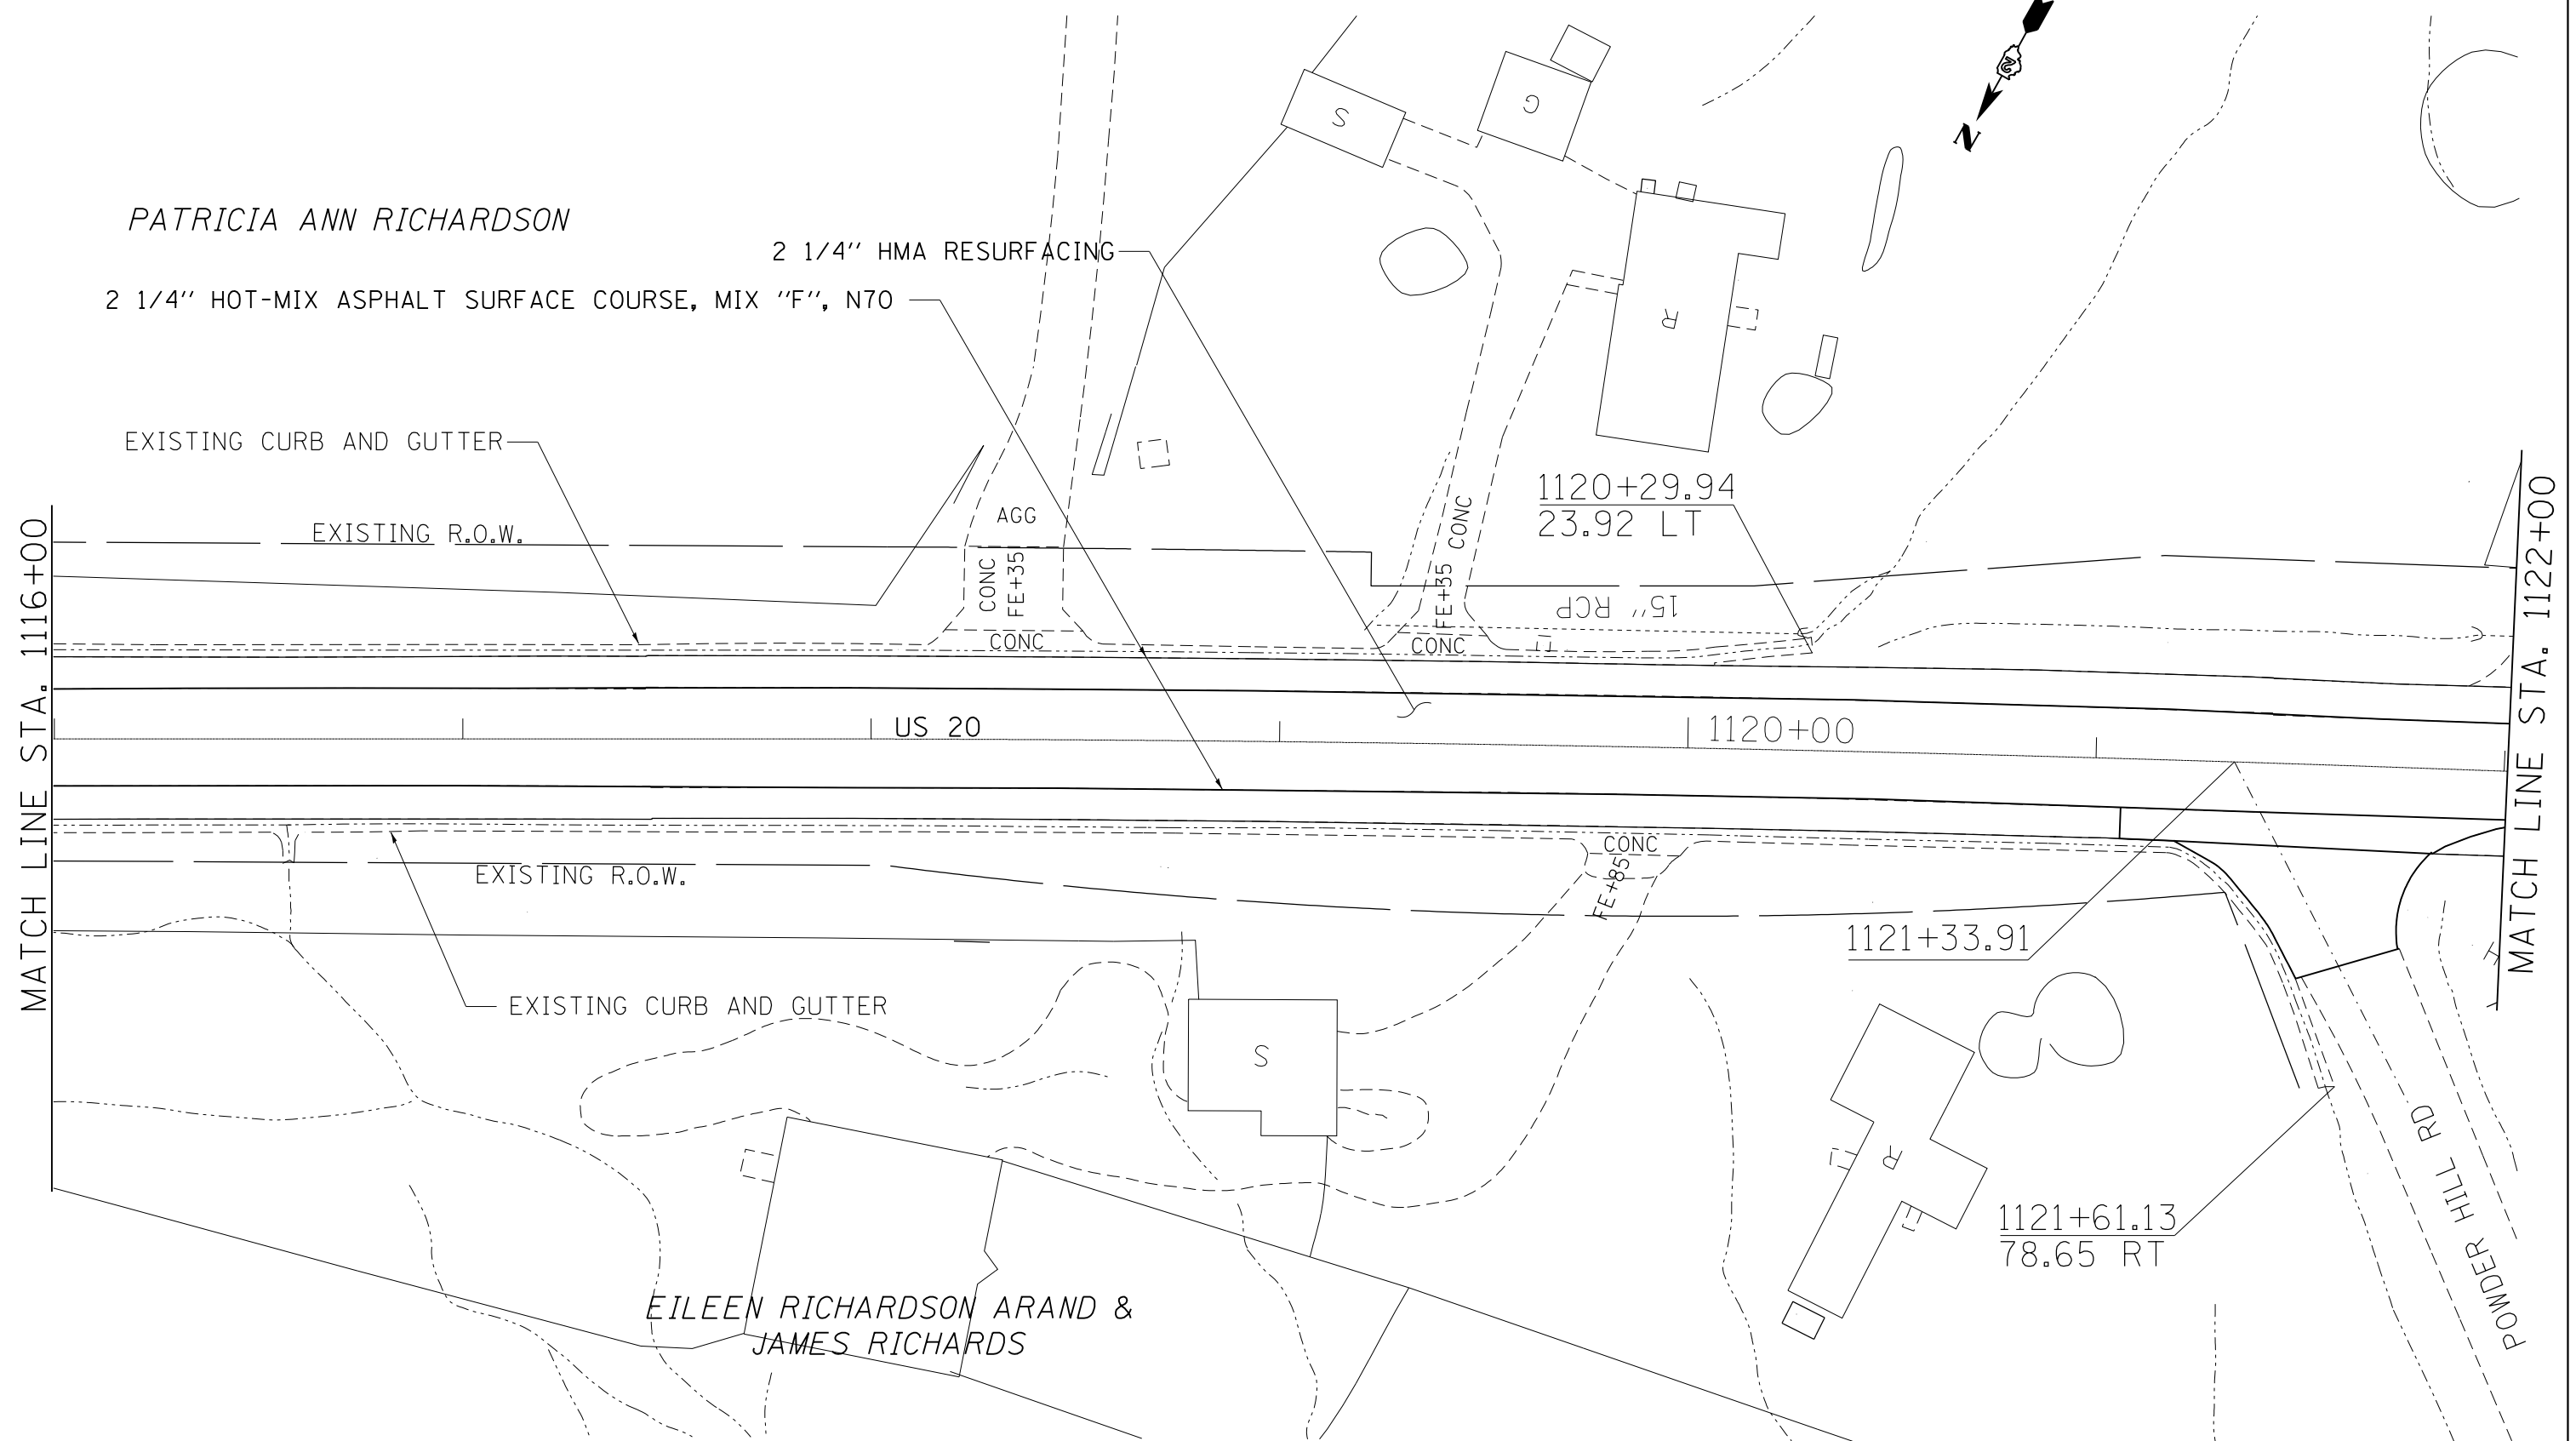 PATRICIA ANN RICHARDSON
2 1/4" HMA RESURFACING
2 1/4" HOT-MIX ASPHALT SURFACE COURSE, MIX "F", N70
EXISTING CURB AND GUTTER
EXISTING R.O.W.
S
G
R
N
2
AGG
CONC
FE+35
CONC
CONC
FE+35
CONC
15" RCP
1120+29.94
23.92 LT
MATCH LINE STA. 1116+00
MATCH LINE STA. 1122+00
US 20
1120+00
CONC
FE+85
EXISTING R.O.W.
EXISTING CURB AND GUTTER
1121+33.91
S
R
1121+61.13
78.65 RT
POWDER HILL RD
H
EILEEN RICHARDSON ARAND &
JAMES RICHARDS